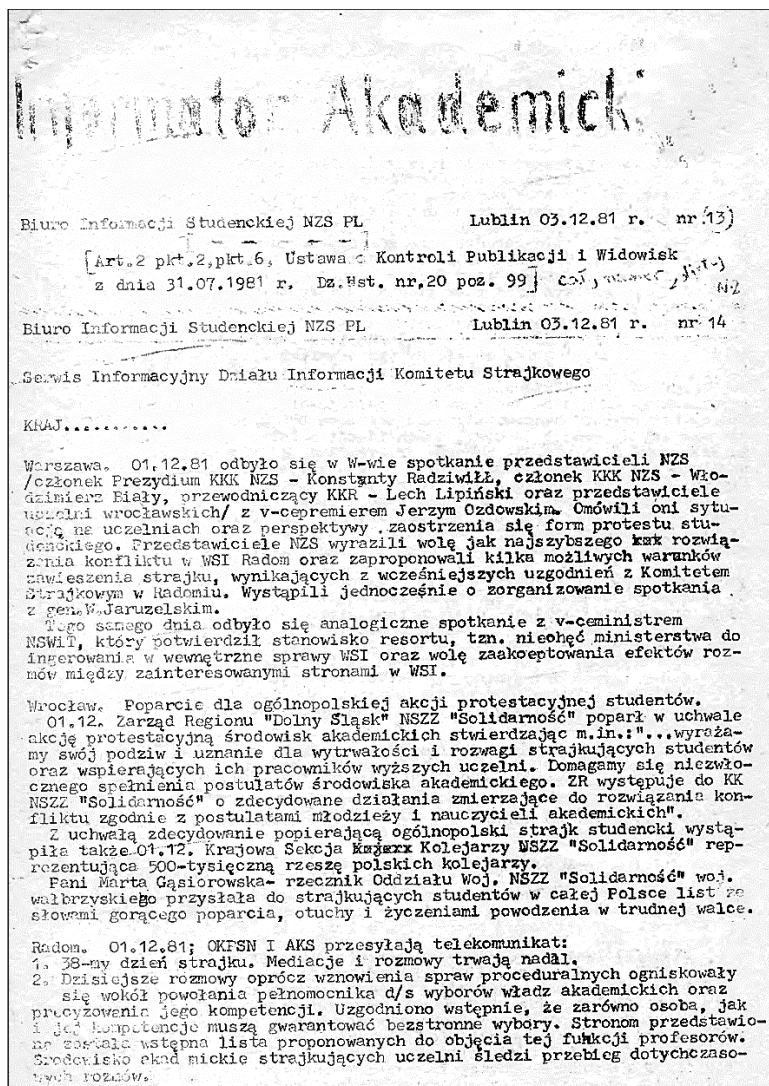 Informator Akademicki
Biuro Informacji Studenckiej NZS PL Lublin 03.12.81 r. nr (13)
[Art.2 pkt.2,pkt.6, Ustawa o Kontroli Publikacji i Widowisk
z dnia 31.07.1981 r. Dz.Ust. nr.20 poz. 99]
Biuro Informacji Studenckiej NZS PL Lublin 03.12.81 r. nr 14
Serwis Informacyjny Działu Informacji Komitetu Strajkowego
KRAJ...........
Warszawa. 01.12.81 odbyło się w W-wie spotkanie przedstawicieli NZS
/członek Prezydium KKK NZS - Konstanty RadziwiŁŁ, członek KKK NZS - Wło-
dzimierz Biały, przewodniczący KKR - Lech Lipiński oraz przedstawiciele
uczelni wrocławskich/ z v-cepremierem Jerzym Ozdowskim. Omówili oni sytu-
ację na uczelniach oraz perspektywy zaostrzenia się form protestu stu-
denckiego. Przedstawiciele NZS wyrazili wolę jak najszybszego rozwią-
zania konfliktu w WSI Radom oraz zaproponowali kilka możliwych warunków
zawieszenia strajku, wynikających z wcześniejszych uzgodnień z Komitetem
Strajkowym w Radomiu. Wystąpili jednocześnie o zorganizowanie spotkania
z gen.W.Jaruzelskim.
Tego samego dnia odbyło się analogiczne spotkanie z v-ceministrem
NSWiT, który potwierdził stanowisko resortu, tzn. niechęć ministerstwa do
ingerowania w wewnętrzne sprawy WSI oraz wolę zaakceptowania efektów roz-
mów między zainteresowanymi stronami w WSI.
Wrocław. Poparcie dla ogólnopolskiej akcji protestacyjnej studentów.
01.12. Zarząd Regionu "Dolny Śląsk" NSZZ "Solidarność" poparł w uchwale
akcję protestacyjną środowisk akademickich stwierdzając m.in.:"...wyraża-
my swój podziw i uznanie dla wytrwałości i rozwagi strajkujących studentów
oraz wspierających ich pracowników wyższych uczelni. Domagamy się niezwło-
cznego spełnienia postulatów środowiska akademickiego. ZR występuje do KK
NSZZ "Solidarność" o zdecydowane działania zmierzające do rozwiązania kon-
fliktu zgodnie z postulatami młodzieży i nauczycieli akademickich".
Z uchwałą zdecydowanie popierającą ogólnopolski strajk studencki wystą-
piła także 01.12. Krajowa Sekcja Kolejarzy NSZZ "Solidarność" rep-
rezentująca 500-tysięczną rzeszę polskich kolejarzy.
Pani Marta Gąsiorowska- rzecznik Oddziału Woj. NSZZ "Solidarność" woj.
wałbrzyskiego przysłała do strajkujących studentów w całej Polsce list ze
słowami gorącego poparcia, otuchy i życzeniami powodzenia w trudnej walce.
Radom. 01.12.81; OKPSN I AKS przesyłają telekomunikat:
1. 38-my dzień strajku. Mediacje i rozmowy trwają nadal.
2. Dzisiejsze rozmowy oprócz wznowienia spraw proceduralnych ogniskowały
się wokół powołania pełnomocnika d/s wyborów władz akademickich oraz
precyzowania jego kompetencji. Uzgodniono wstępnie, że zarówno osoba, jak
i jej kompetencje muszą gwarantować bezstronne wybory. Stronom przedstawio-
na została wstępna lista proponowanych do objęcia tej funkcji profesorów.
Środowisko akad mickie strajkujących uczelni śledzi przebieg dotychczaso-
wych rozmów.